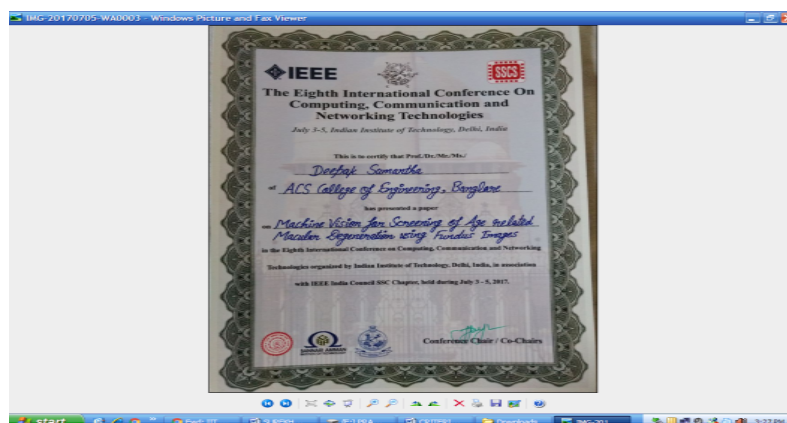 IMG-20170705-WA0003 - Windows Picture and Fax Viewer
IEEE
SSCS
The Eighth International Conference On
Computing, Communication and
Networking Technologies
July 3-5, Indian Institute of Technology, Delhi, India
This is to certify that Prof./Dr./Mr./Ms./
Deepak Samantha
of ACS College of Engineering, Banglore
has presented a paper
on Machine Vision for Screening of Age related
Macular Degeneration using Fundus Images
in the Eighth International Conference on Computing, Communication and Networking
Technologies organized by Indian Institute of Technology, Delhi, India, in association
with IEEE India Council SSC Chapter, held during July 3 - 5, 2017.
Conference Chair / Co-Chairs
start
Downloads
3:27 PM